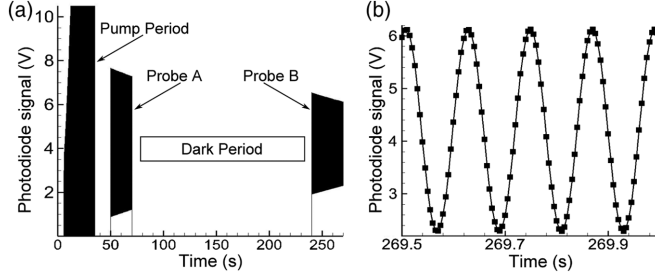 (a)
Photodiode signal (V)
10
8
6
4
2
Pump Period
Probe A
Probe B
Dark Period
0
50
100
150
200
250
Time (s)
(b)
Photodiode signal (V)
6
5
4
3
269.5
269.7
269.9
Time (s)